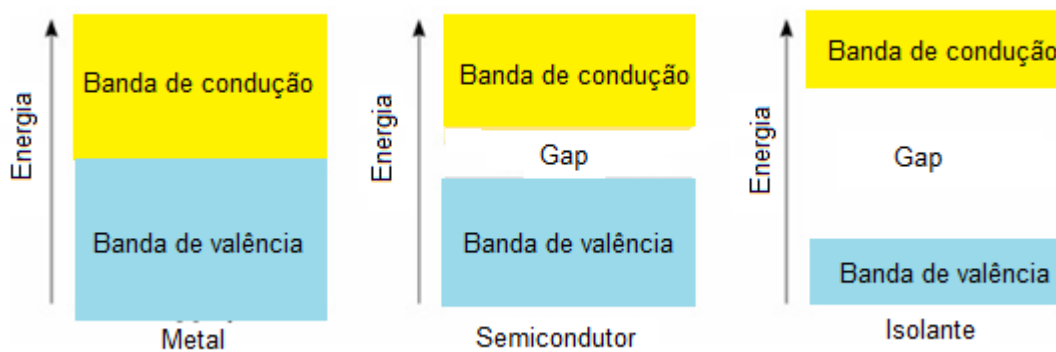 Energia
Banda de condução
Banda de valência
Metal
Energia
Banda de condução
Gap
Banda de valência
Semicondutor
Energia
Banda de condução
Gap
Banda de valência
Isolante